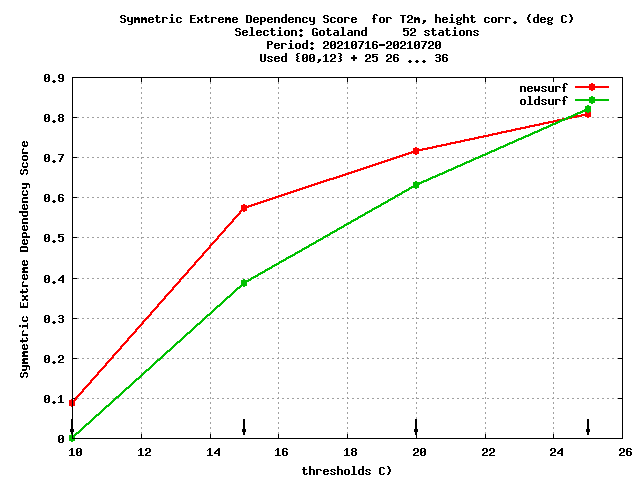 Symmetric Extreme Dependency Score  for T2m, height corr. (deg C)
Selection: Gotaland     52 stations
Period: 20210716-20210720
Used {00,12} + 25 26 ... 36
newsurf
oldsurf
0.9
0.8
0.7
0.6
0.5
0.4
0.3
0.2
0.1
0
Symmetric Extreme Dependency Score
10 12 14 16 18 20 22 24 26
thresholds C)